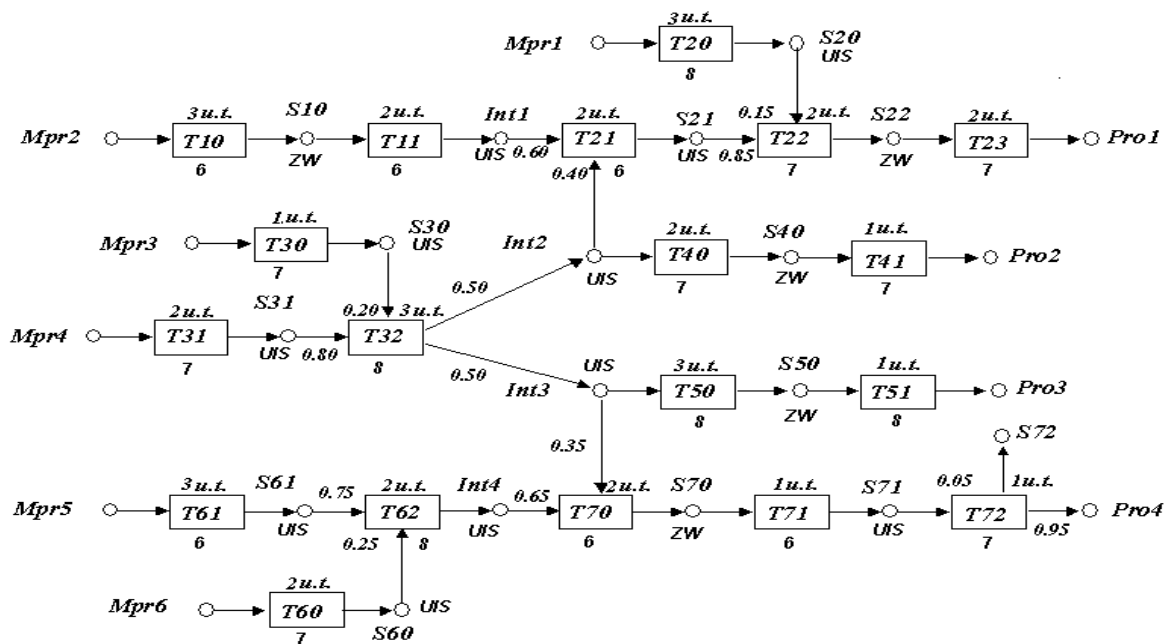 3u.t.
Mpr1 T20 S20
UIS
8
3u.t. S10 2u.t. Int1 2u.t. S21 0.15 2u.t. S22 2u.t.
Mpr2 T10 T11 T21 T22 T23 Pro1
ZW UIS 0.60 UIS 0.85 ZW
6 6 0.40 6 7 7
1u.t. S30
UIS
Mpr3 T30 Int2 2u.t. S40 1u.t.
T40 T41 Pro2
7 0.50 UIS ZW
7 7
2u.t. S31 0.20 3u.t.
Mpr4 T31 T32
UIS 0.80
7 8 0.50 UIS 3u.t. S50 1u.t.
Int3 T50 T51 Pro3
ZW
8 8
0.35 S72
3u.t. S61 0.75 2u.t. Int4 0.65 2u.t. S70 1u.t. S71 0.05 1u.t.
Mpr5 T61 T62 T70 T71 T72 Pro4
UIS 0.25 UIS ZW UIS 0.95
6 8 6 6 7
2u.t.
Mpr6 T60 UIS
7 S60